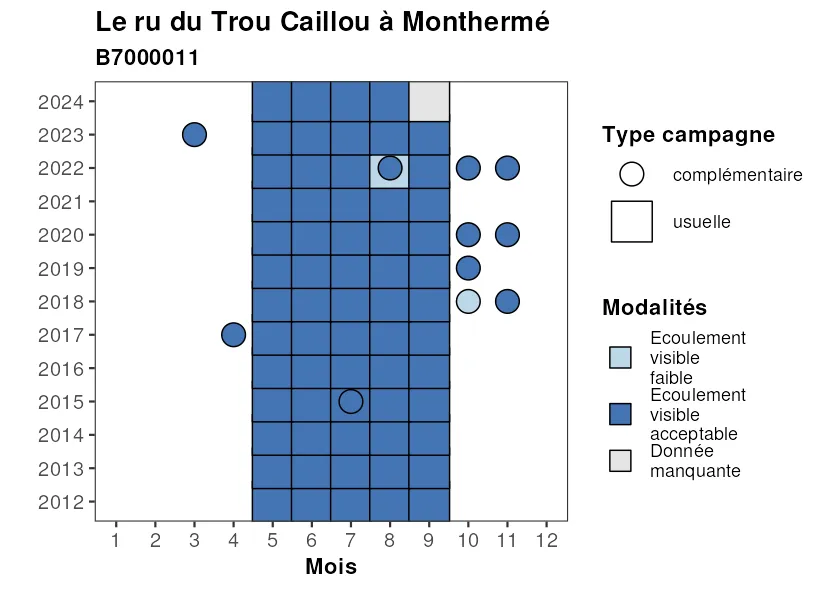 Le ru du Trou Caillou à Monthermé
B7000011
2024
2023
2022
2021
2020
2019
2018
2017
2016
2015
2014
2013
2012
1 2 3 4 5 6 7 8 9 10 11 12
Mois
Type campagne
complémentaire
usuelle
Modalités
Ecoulement
visible
faible
Ecoulement
visible
acceptable
Donnée
manquante